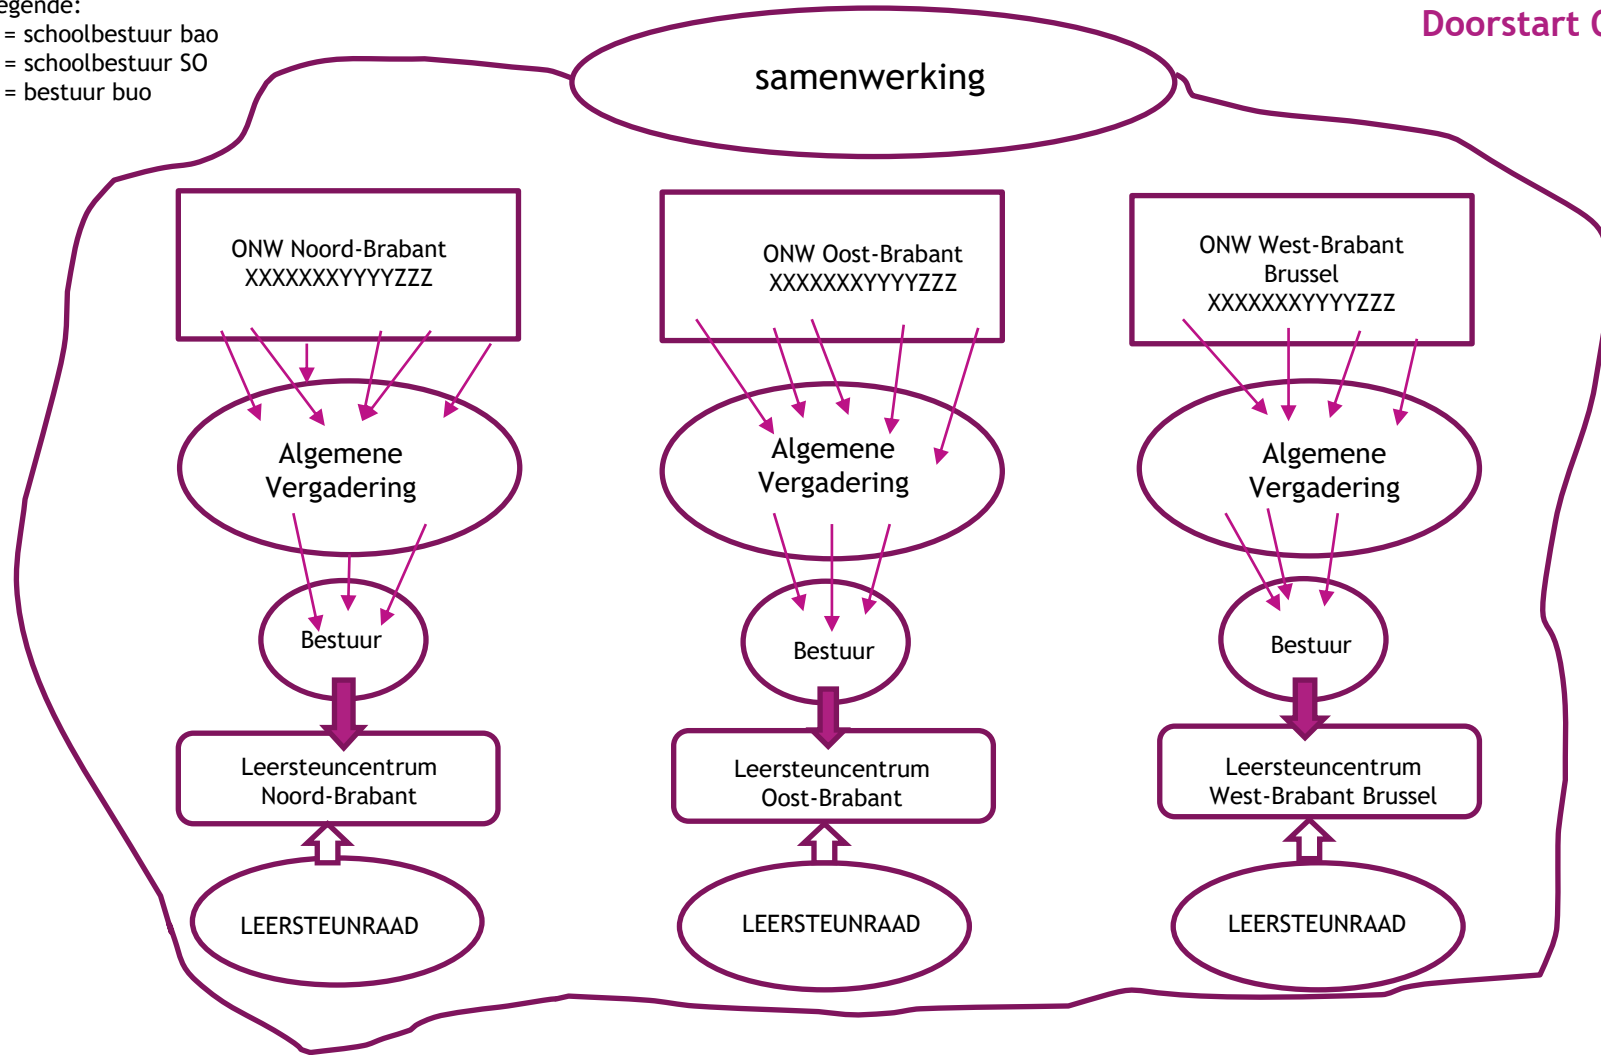 = schoolbestuur bao
= schoolbestuur SO
= bestuur buo
Doorstart
samenwerking
ONW Noord-Brabant
XXXXXXXYYYYZZZ
ONW Oost-Brabant
XXXXXXXYYYYZZZ
ONW West-Brabant
Brussel
XXXXXXXYYYYZZZ
Algemene
Vergadering
Algemene
Vergadering
Algemene
Vergadering
Bestuur
Bestuur
Bestuur
Leersteuncentrum
Noord-Brabant
Leersteuncentrum
Oost-Brabant
Leersteuncentrum
West-Brabant Brussel
LEERSTEUNRAAD
LEERSTEUNRAAD
LEERSTEUNRAAD